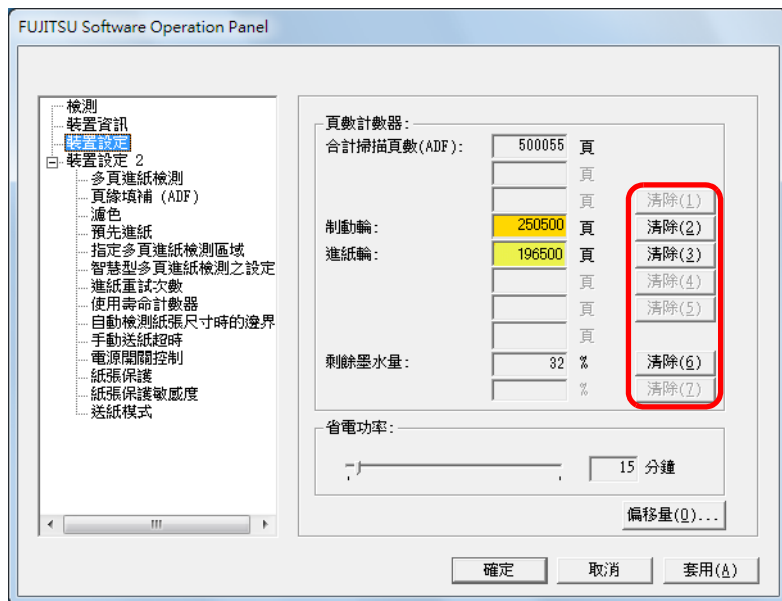 FUJITSU Software Operation Panel
檢測
裝置資訊
裝置設定
裝置設定 2
多頁進紙檢測
頁緣填補 (ADF)
濾色
預先進紙
指定多頁進紙檢測區域
智慧型多頁進紙檢測之設定
進紙重試次數
使用壽命計數器
自動檢測紙張尺寸時的邊界
手動送紙超時
電源開關控制
紙張保護
紙張保護敏感度
送紙模式
頁數計數器:
合計掃描頁數(ADF): 500055 頁
頁
頁 清除(1)
制動輪: 250500 頁 清除(2)
進紙輪: 196500 頁 清除(3)
頁 清除(4)
頁 清除(5)
頁
剩餘墨水量: 32 % 清除(6)
% 清除(7)
省電功率:
15 分鐘
偏移量(O)...
確定 取消 套用(A)